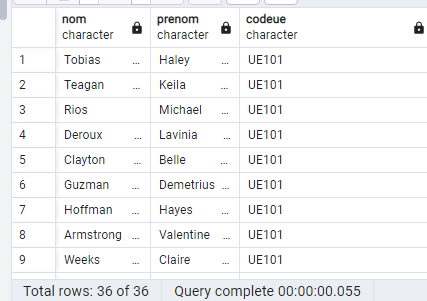 nom prenom codeue
character character character
1 Tobias ... Haley ... UE101
2 Teagan ... Keila ... UE101
3 Rios ... Michael ... UE101
4 Deroux ... Lavinia ... UE101
5 Clayton ... Belle ... UE101
6 Guzman ... Demetrius ... UE101
7 Hoffman ... Hayes ... UE101
8 Armstrong ... Valentine ... UE101
9 Weeks ... Claire ... UE101
Total rows: 36 of 36 Query complete 00:00:00.055